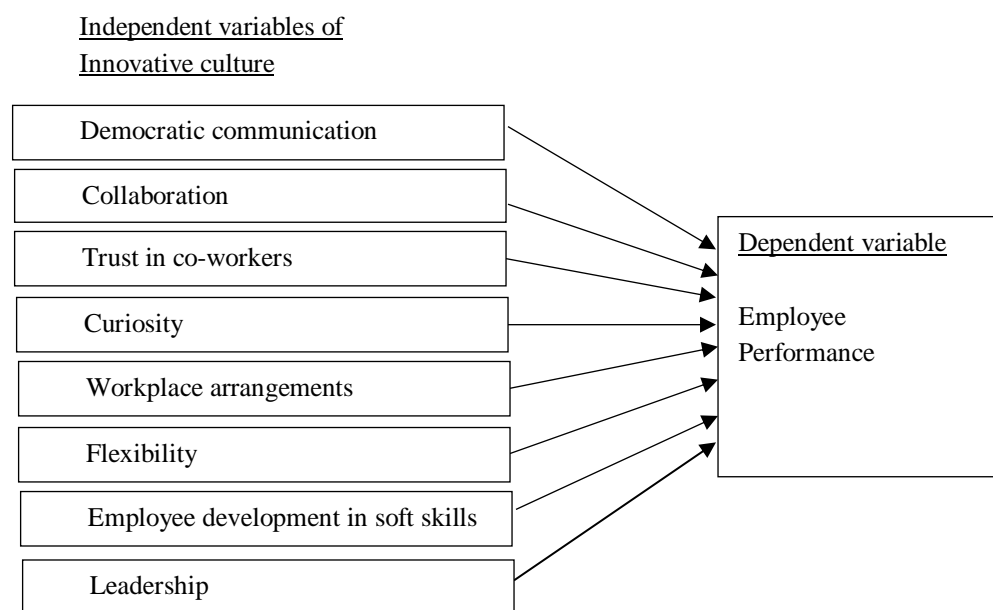 Independent variables of
Innovative culture
Democratic communication
Collaboration
Trust in co-workers
Curiosity
Workplace arrangements
Flexibility
Employee development in soft skills
Leadership
Dependent variable
Employee
Performance